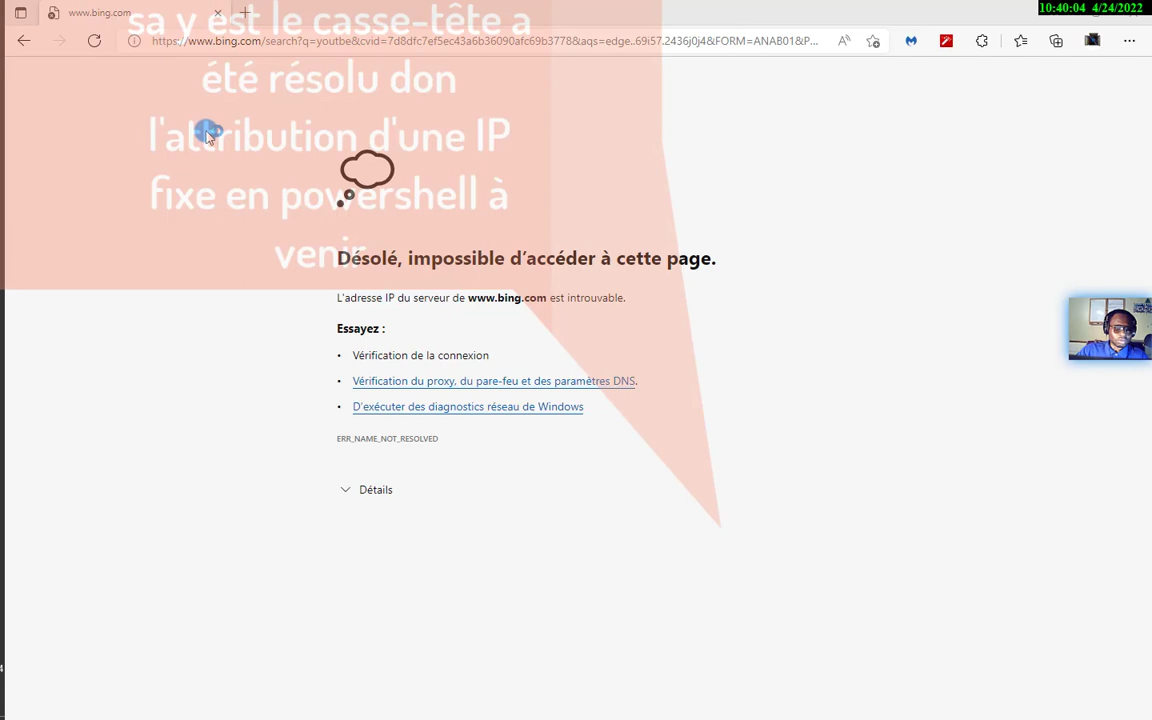 10:40:04 4/24/2022
www.bing.com
https://www.bing.com/search?q=youtbe&cvid=7d8dfc7ef5ec43a6b36090afc69b3778&aqs=edge..69i57.2436j0j4&FORM=ANAB01&P...
sa y est le casse-tête a
été résolu don
l'attribution d'une IP
fixe en powershell à
venir
Désolé, impossible d'accéder à cette page.
L'adresse IP du serveur de www.bing.com est introuvable.
Essayez :
• Vérification de la connexion
• Vérification du proxy, du pare-feu et des paramètres DNS.
• D'exécuter des diagnostics réseau de Windows
ERR_NAME_NOT_RESOLVED
Détails